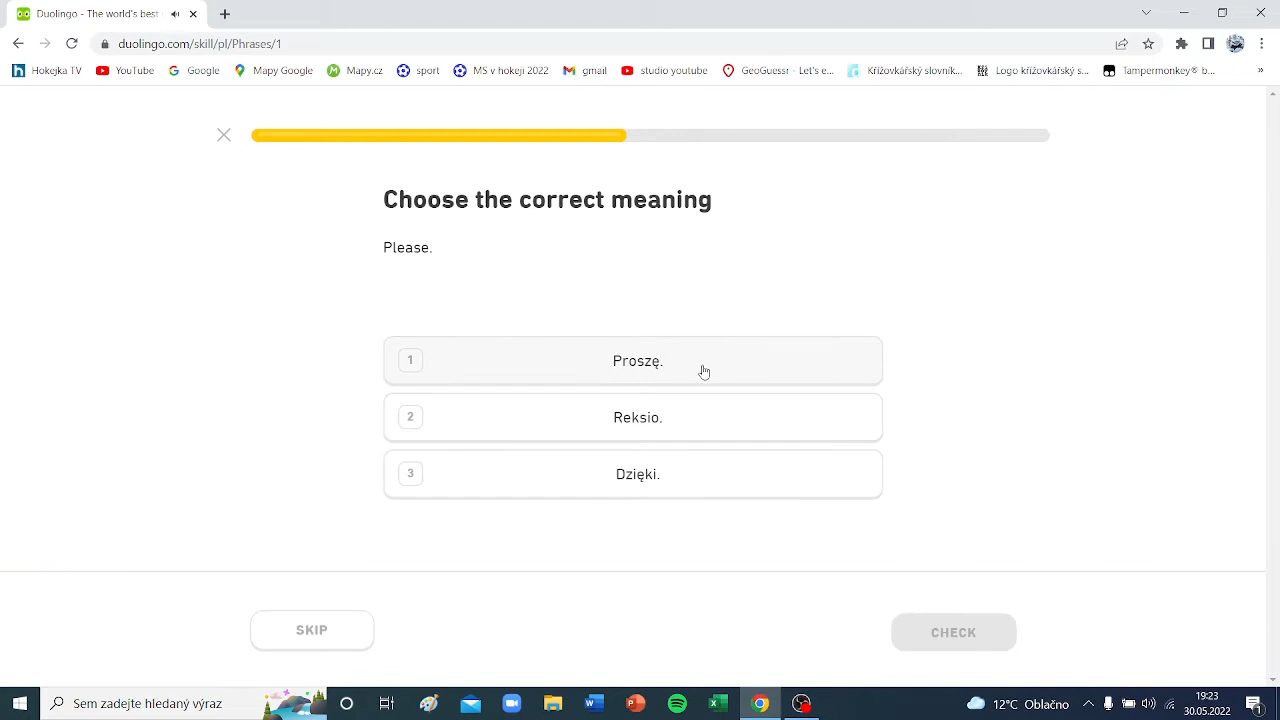 Duolingo - The world's best
duolingo.com/skill/pl/Phrases/1
Hokejka TV
YouTube
Google
Mapy Google
Mapy.cz
sport
MS v hokeji 2022
gmail
studio youtube
GeoGuessr - Let's e...
Křížovkářský slovník...
Logo křížovkářský s...
Tampermonkey® b...
»
Choose the correct meaning
Please.
1 Proszę.
2 Reksio.
3 Dzięki.
SKIP
CHECK
Sem zadejte hledaný výraz
12°C Oblačno
19:23
30.05.2022